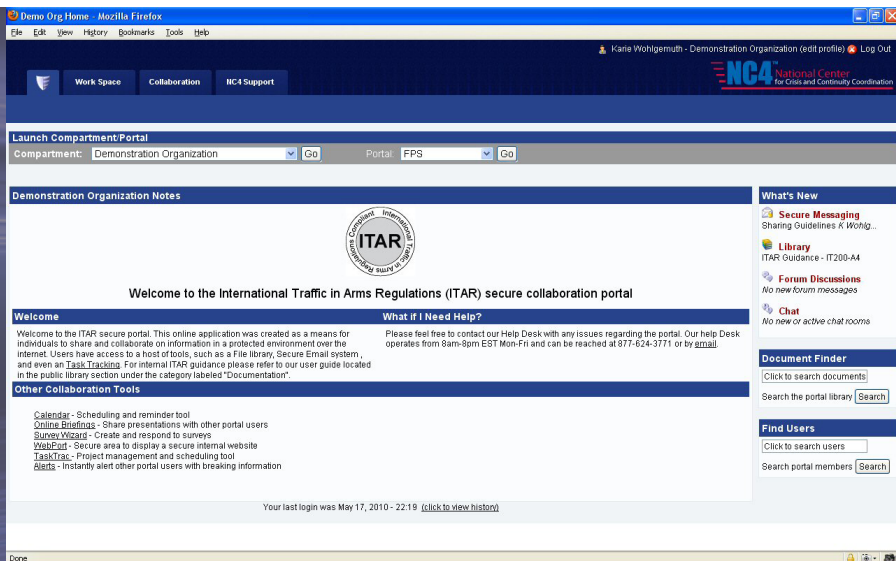 Demo Org Home - Mozilla Firefox
File Edit View History Bookmarks Tools Help
Karie Wohlgemuth - Demonstration Organization (edit profile) Log Out
Work Space Collaboration NC4 Support
NC4 National Center
for Crisis and Continuity Coordination
Launch Compartment/Portal
Compartment: Demonstration Organization Go Portal: FPS Go
Demonstration Organization Notes
International Traffic in Arms Regulations Compliant
ITAR
Welcome to the International Traffic in Arms Regulations (ITAR) secure collaboration portal
Welcome
Welcome to the ITAR secure portal. This online application was created as a means for
individuals to share and collaborate on information in a protected environment over the
internet. Users have access to a host of tools, such as a File library, Secure Email system ,
and even an Task Tracking. For internal ITAR guidance please refer to our user guide located
in the public library section under the category labeled "Documentation".
What if I Need Help?
Please feel free to contact our Help Desk with any issues regarding the portal. Our help Desk
operates from 8am-8pm EST Mon-Fri and can be reached at 877-624-3771 or by email.
Other Collaboration Tools
Calendar - Scheduling and reminder tool
Online Briefings - Share presentations with other portal users
Survey Wizard - Create and respond to surveys
WebPort - Secure area to display a secure internal website
TaskTrac - Project management and scheduling tool
Alerts - Instantly alert other portal users with breaking information
Your last login was May 17, 2010 - 22:19 (click to view history)
What's New
Secure Messaging
Sharing Guidelines K Wohlg...
Library
ITAR Guidance - IT200-A4
Forum Discussions
No new forum messages
Chat
No new or active chat rooms
Document Finder
Click to search documents
Search the portal library Search
Find Users
Click to search users
Search portal members Search
Done